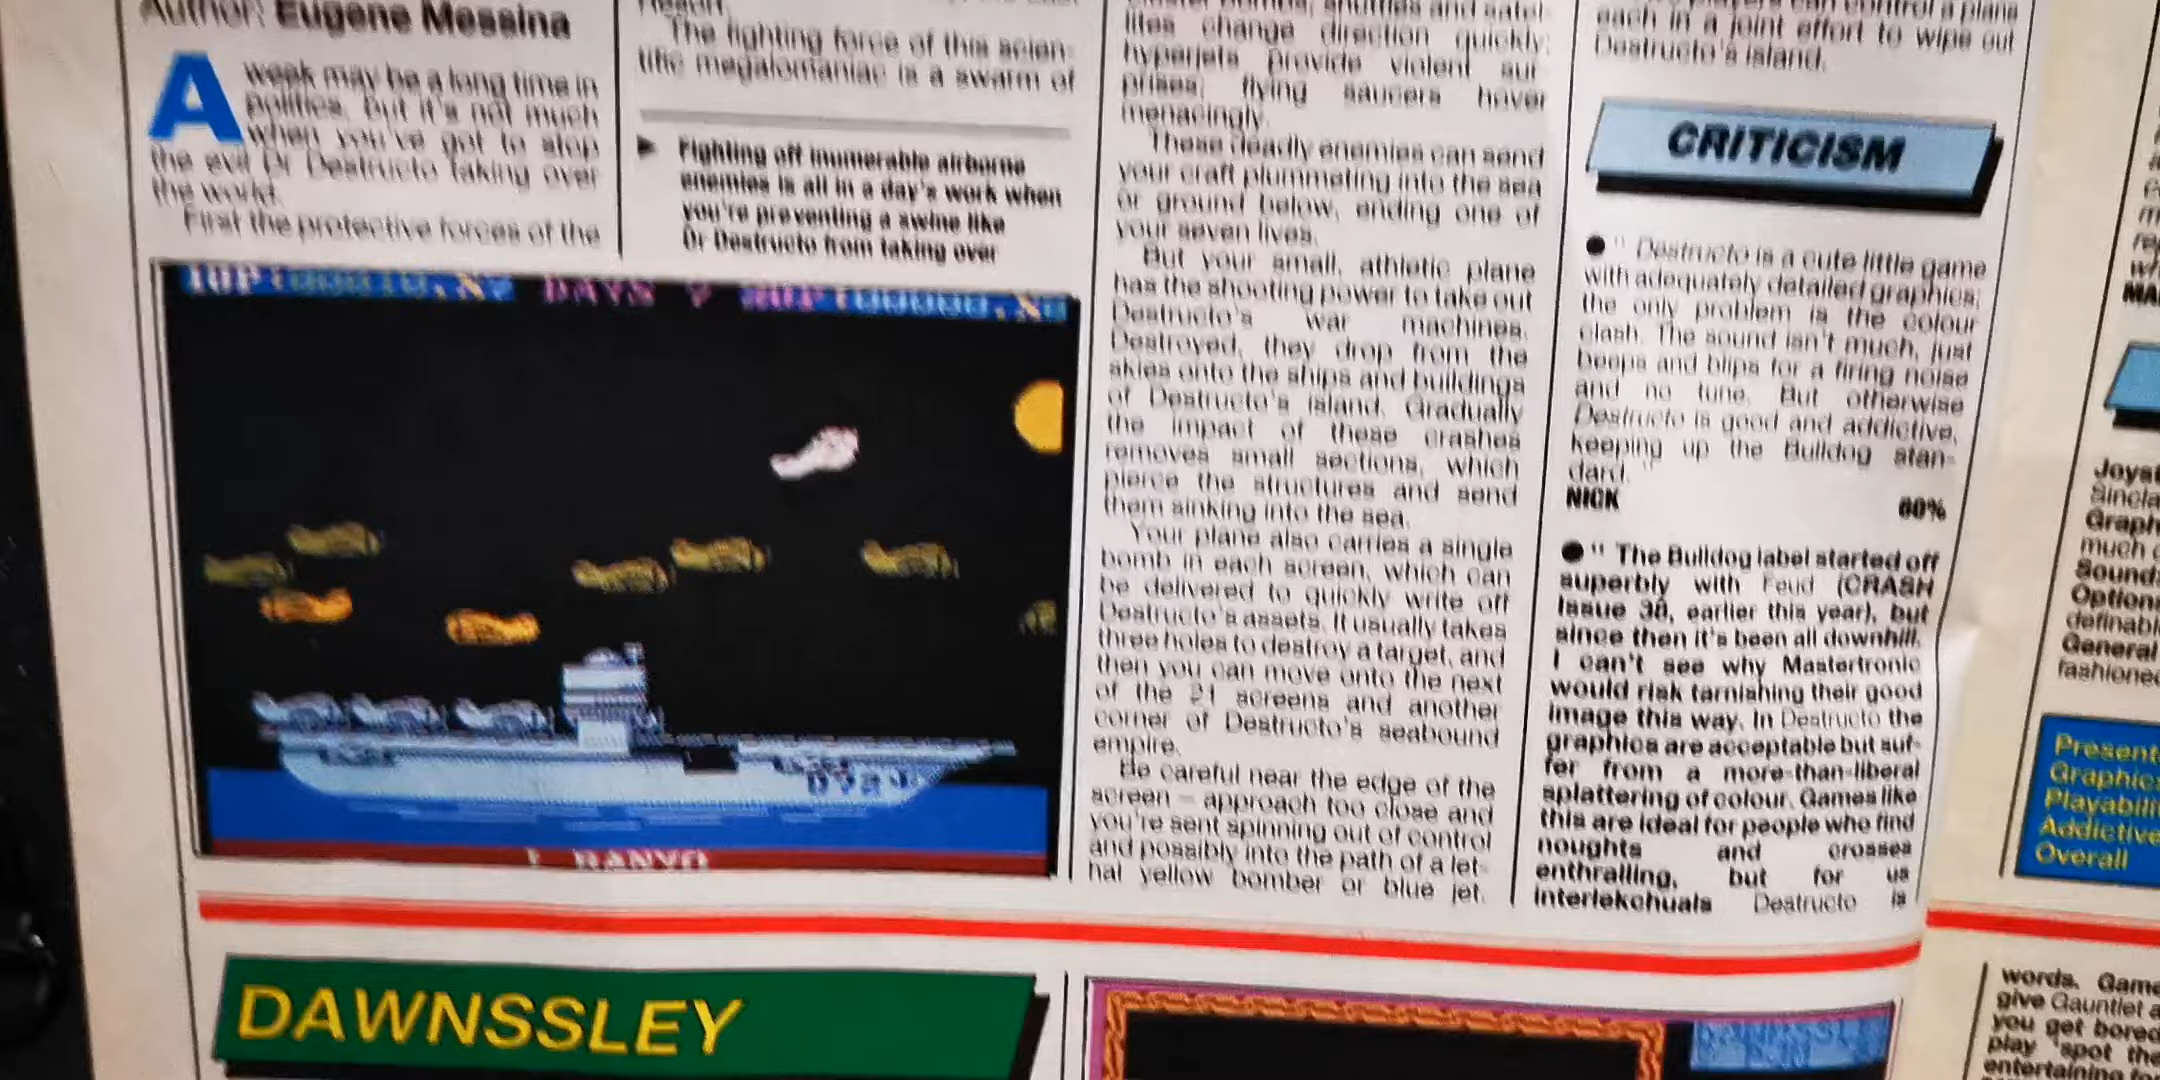 Author: Eugene Messina
A weak may be a long time in
politics, but it's not much
when you've got to stop
the evil Dr Destructo taking over
the world.
First the protective forces of the
The fighting force of this scien-
tific megalomaniac is a swarm of
Fighting off inumerable airborne
enemies is all in a day's work when
you're preventing a swine like
Dr Destructo from taking over
DAYS
lites change direction quickly;
hyperjets provide violent sur-
prises; flying saucers hover
menacingly.
These deadly enemies can send
your craft plummeting into the sea
or ground below, ending one of
your seven lives.
But your small, athletic plane
has the shooting power to take out
Destructo's war machines.
Destroyed, they drop from the
skies onto the ships and buildings
of Destructo's island. Gradually
the impact of these crashes
removes small sections, which
pierce the structures and send
them sinking into the sea.
Your plane also carries a single
bomb in each screen, which can
be delivered to quickly write off
Destructo's assets. It usually takes
three holes to destroy a target, and
then you can move onto the next
of the 21 screens and another
corner of Destructo's seabound
empire.
Be careful near the edge of the
screen – approach too close and
you're sent spinning out of control
and possibly into the path of a let-
hal yellow bomber or blue jet.
each in a joint effort to wipe out
Destructo's island.
CRITICISM
● " Destructo is a cute little game
with adequately detailed graphics;
the only problem is the colour
clash. The sound isn't much, just
beeps and blips for a firing noise
and no tune. But otherwise
Destructo is good and addictive,
keeping up the Bulldog stan-
dard. "
NICK 60%
● " The Bulldog label started off
superbly with Feud (CRASH
Issue 38, earlier this year), but
since then it's been all downhill.
I can't see why Mastertronic
would risk tarnishing their good
image this way. In Destructo the
graphics are acceptable but suf-
fer from a more-than-liberal
splattering of colour. Games like
this are ideal for people who find
noughts and crosses
enthralling, but for us
interlekchuals Destructo is
DAWNSSLEY
Graph
much
Sound:
General
Overall
words.
give Gauntlet a
you get bored
play 'spot the